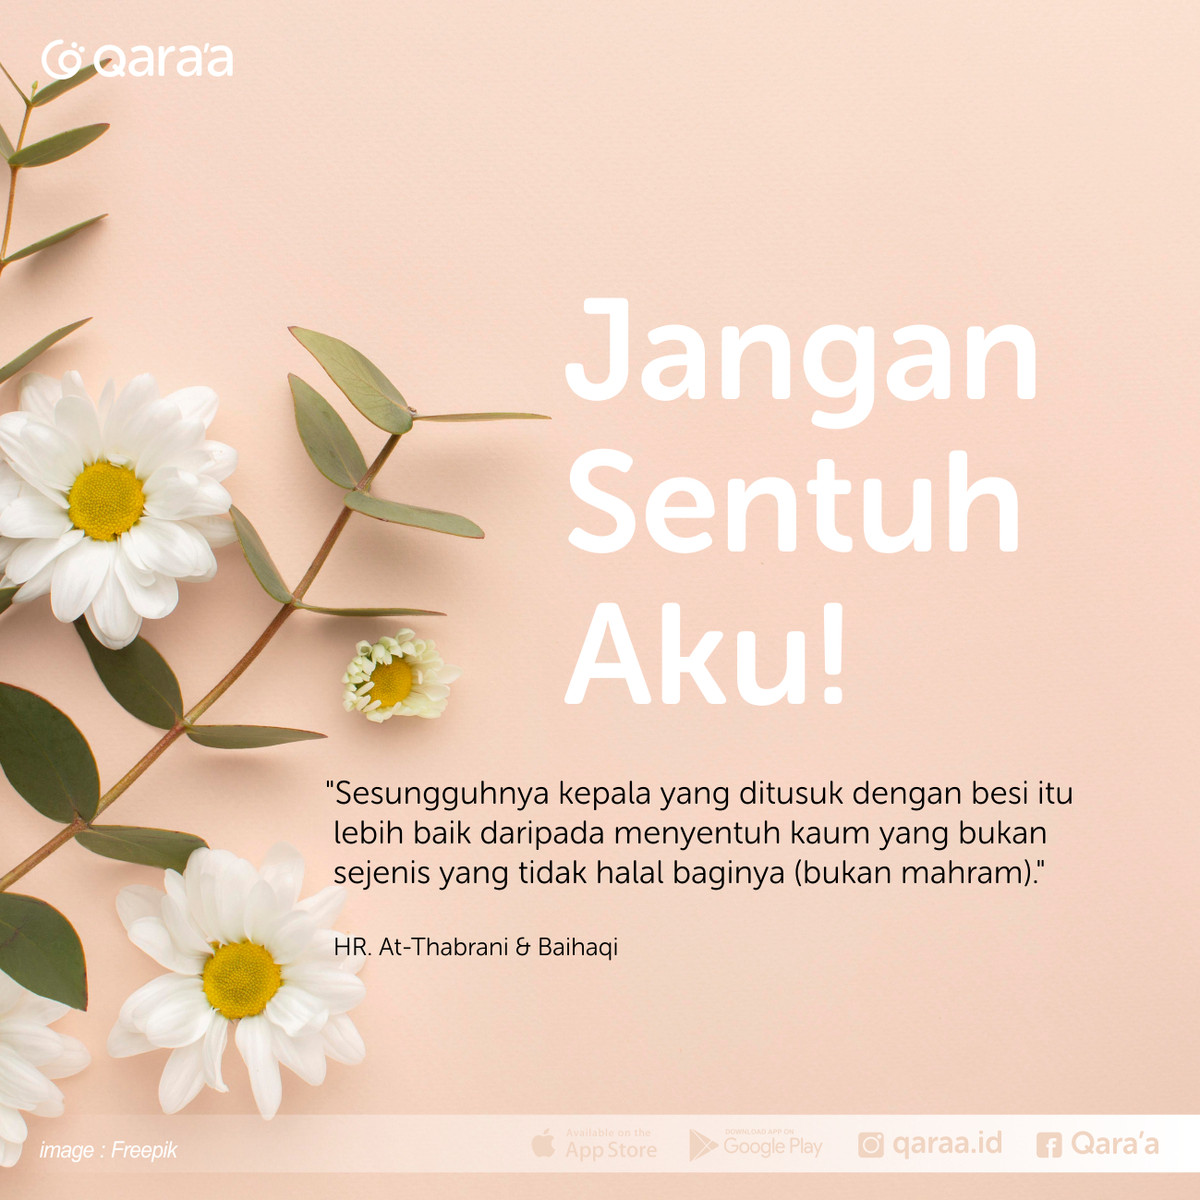 Qara'a
Jangan
Sentuh
Aku!
"Sesungguhnya kepala yang ditusuk dengan besi itu
lebih baik daripada menyentuh kaum yang bukan
sejenis yang tidak halal baginya (bukan mahram)."
HR. At-Thabrani & Baihaqi
image : Freepik
Available on the
App Store
DOWNLOAD APP ON
Google Play
qaraa.id
Qara'a